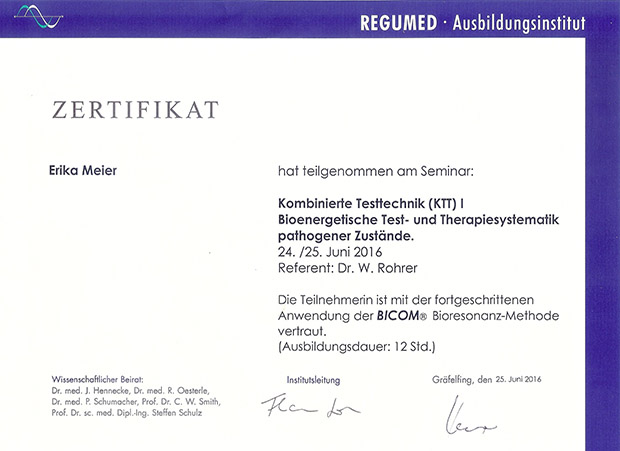 REGUMED · Ausbildungsinstitut
ZERTIFIKAT
Erika Meier
hat teilgenommen am Seminar:
Kombinierte Testtechnik (KTT) I
Bioenergetische Test- und Therapiesystematik
pathogener Zustände.
24. /25. Juni 2016
Referent: Dr. W. Rohrer
Die Teilnehmerin ist mit der fortgeschrittenen
Anwendung der BICOM® Bioresonanz-Methode
vertraut.
(Ausbildungsdauer: 12 Std.)
Wissenschaftlicher Beirat:
Dr. med. J. Hennecke, Dr. med. R. Oesterle,
Dr. med. P. Schumacher, Prof. Dr. C. W. Smith,
Prof. Dr. sc. med. Dipl.-Ing. Steffen Schulz
Institutsleitung
Gräfelfing, den 25. Juni 2016